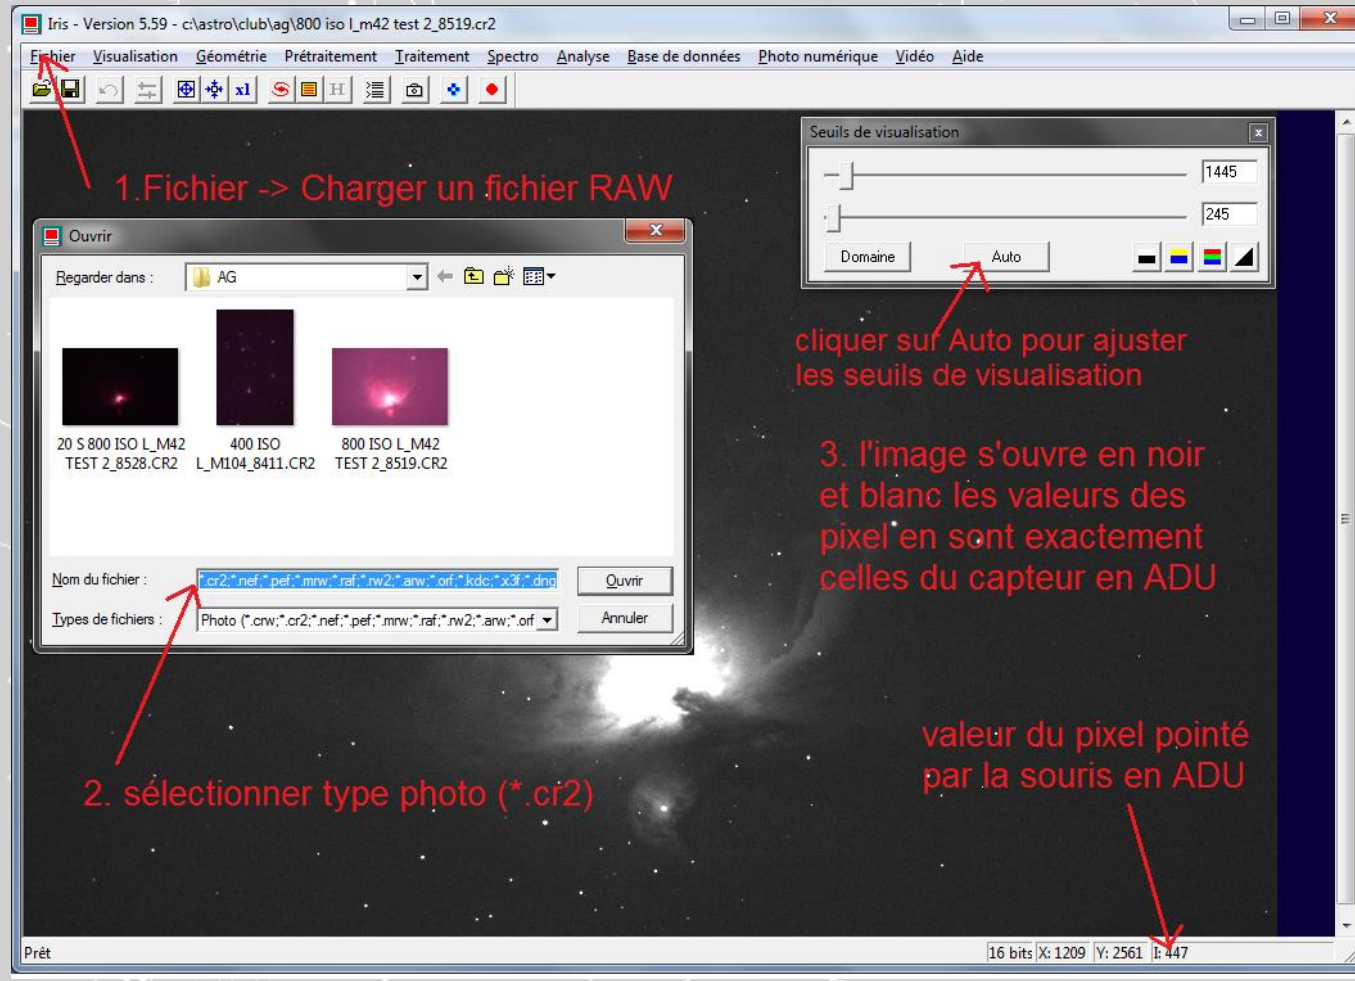 Iris - Version 5.59 - c:\astro\club\ag\800 iso l_m42 test 2_8519.cr2
Fichier Visualisation Géométrie Prétraitement Traitement Spectro Analyse Base de données Photo numérique Vidéo Aide
x1 H
Seuils de visualisation
1445
245
Domaine Auto
1.Fichier -> Charger un fichier RAW
Ouvrir
Regarder dans : AG
20 S 800 ISO L_M42
TEST 2_8528.CR2
400 ISO
L_M104_8411.CR2
800 ISO L_M42
TEST 2_8519.CR2
Nom du fichier : *.cr2;*.nef;*.pef;*.mrw;*.raf;*.rw2;*.arw;*.orf;*.kdc;*.x3f;*.dng Ouvrir
Types de fichiers : Photo (*.crw;*.cr2;*.nef;*.pef;*.mrw;*.raf;*.rw2;*.arw;*.orf Annuler
cliquer sur Auto pour ajuster
les seuils de visualisation
3. l'image s'ouvre en noir
et blanc les valeurs des
pixel en sont exactement
celles du capteur en ADU
2. sélectionner type photo (*.cr2)
valeur du pixel pointé
par la souris en ADU
Prêt 16 bits X: 1209 Y: 2561 I: 447